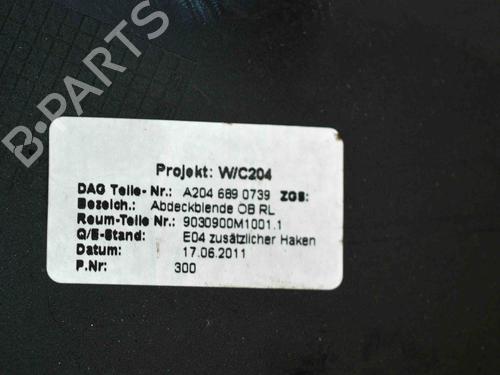 B-PARTS
Projekt: W/C204
DAG Teile- Nr.: A204 689 0739 ZGS:
Bezeich.: Abdeckblende OB RL
Reum-Teile Nr.: 9030900M1001.1
Q/E-Stand: E04 zusätzlicher Haken
Datum: 17.06.2011
P.Nr: 300